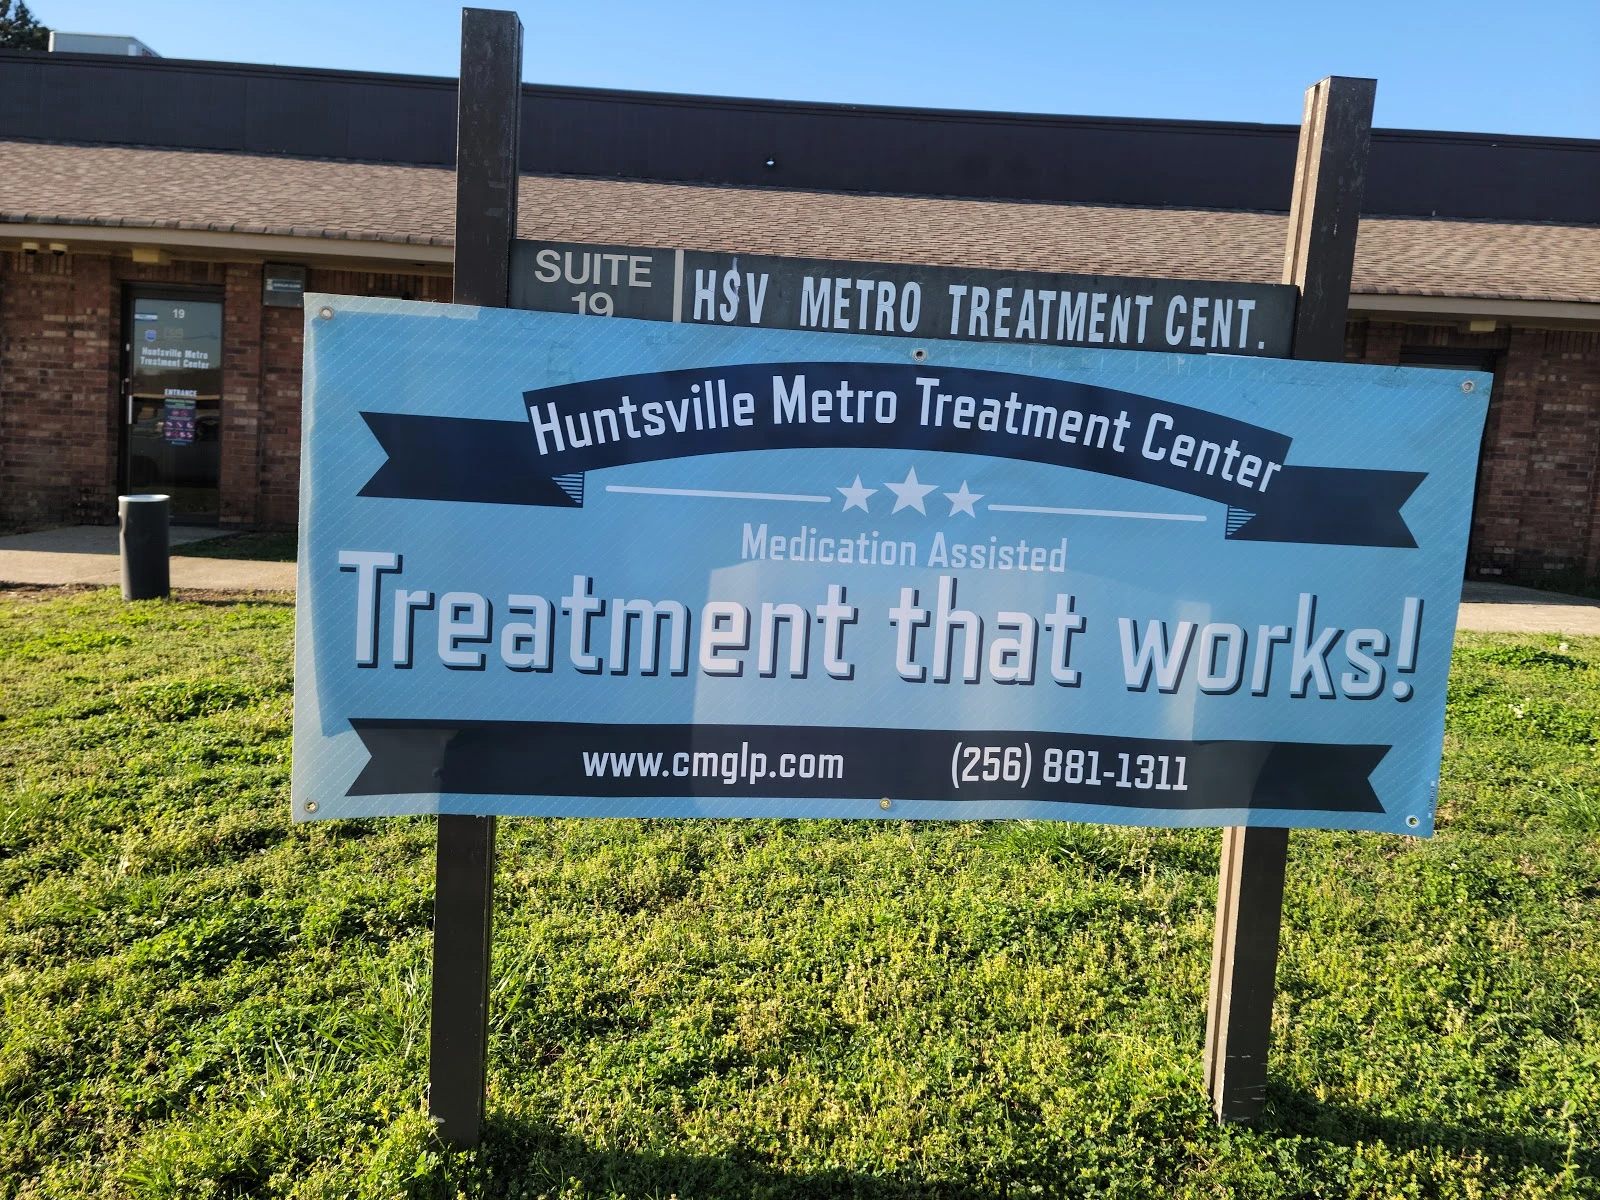 SUITE
19
HSV METRO TREATMENT CENT.
Huntsville Metro Treatment Center
Medication Assisted
Treatment that works!
www.cmglp.com (256) 881-1311
19
Huntsville Metro
Treatment Center
ENTRANCE